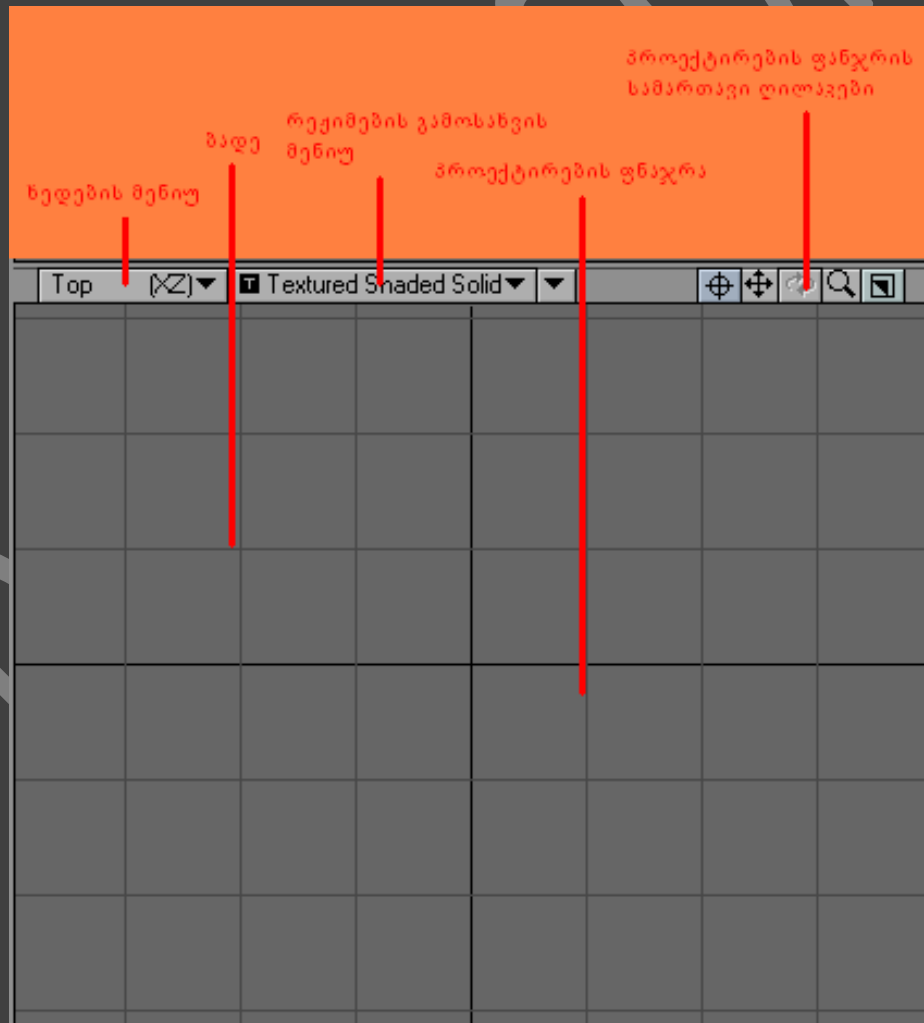 პროექტირების ფანჯრის
სამართავი ღილაკები
რეჟიმების გამოსახვის
მენიუ
ბადე
პროექტირების ფნაჯრა
ხედების მენიუ
Top (XZ)
T Textured Shaded Solid